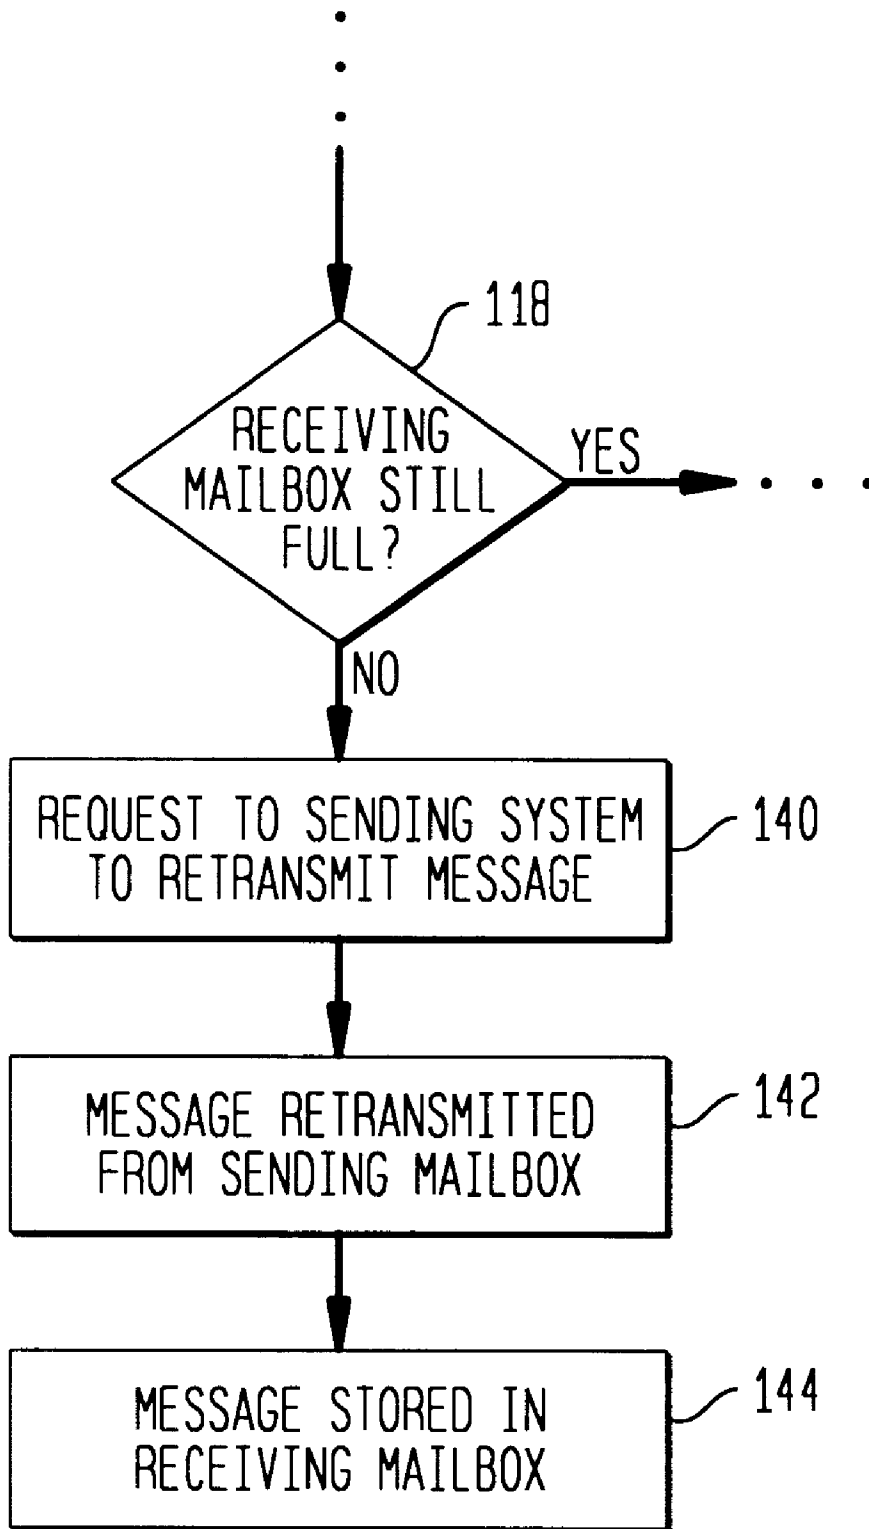 118
RECEIVING
MAILBOX STILL
FULL?
YES
NO
REQUEST TO SENDING SYSTEM
TO RETRANSMIT MESSAGE
140
MESSAGE RETRANSMITTED
FROM SENDING MAILBOX
142
MESSAGE STORED IN
RECEIVING MAILBOX
144